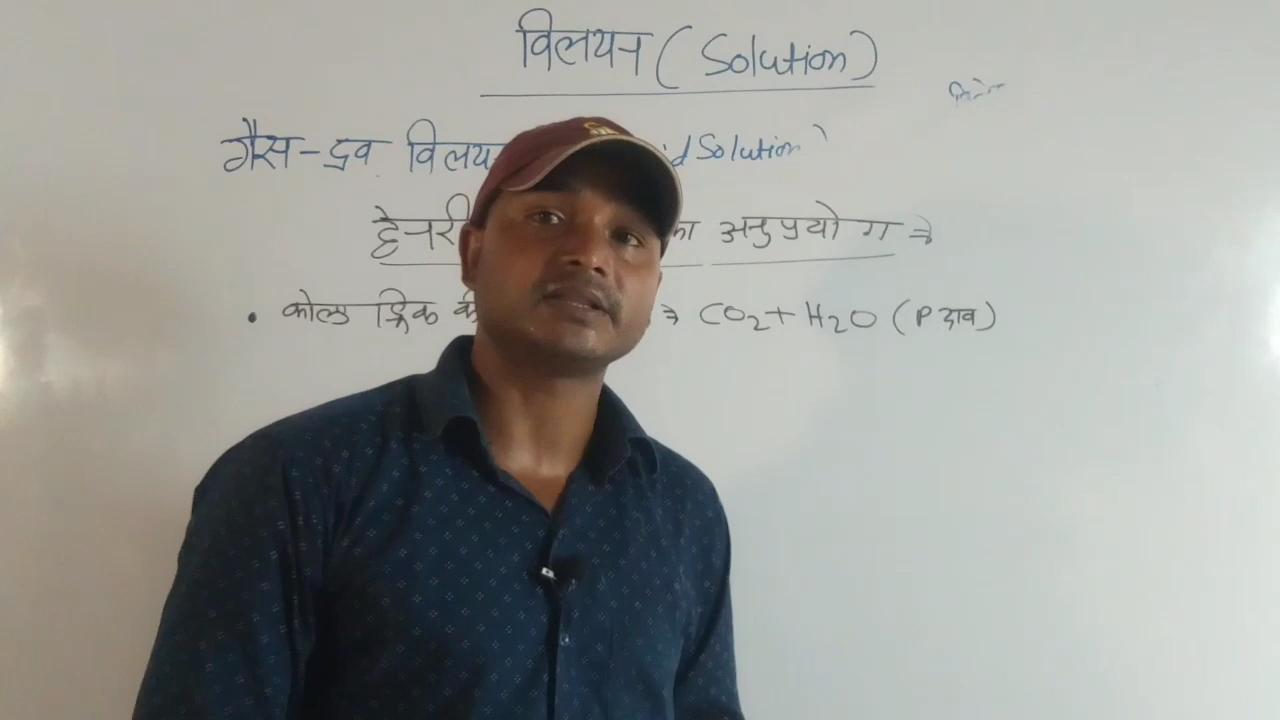 विलयन (Solution)
गैस-द्रव विलय d Solution
हेनरी का अनुप्रयोग ⇒
• कोल्ड ड्रिंक की ⇒ CO2 + H2O (P दाब)